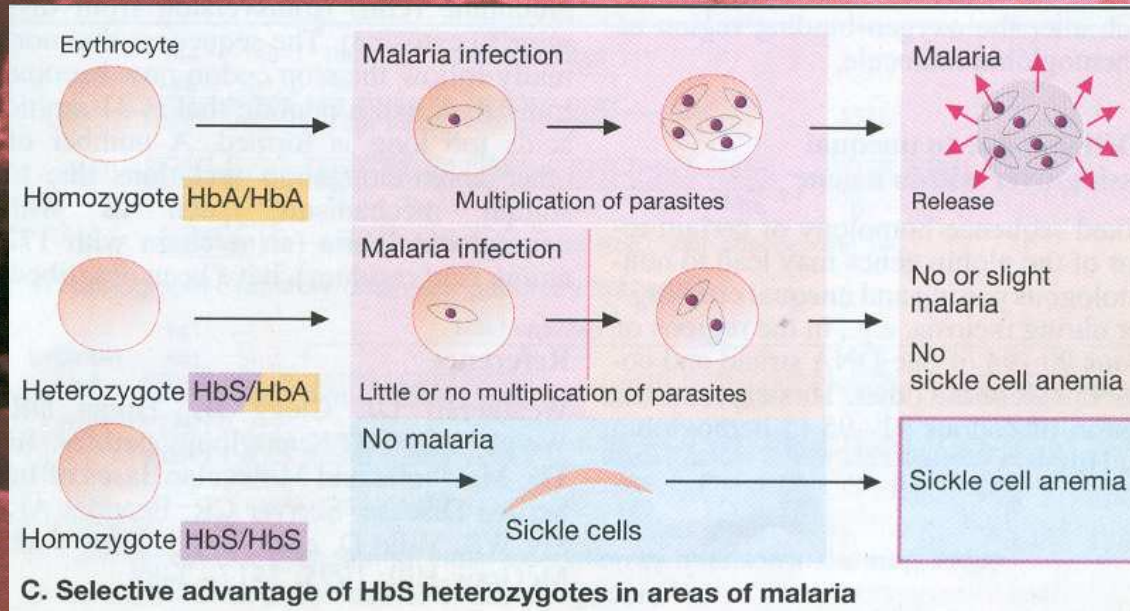 Erythrocyte
Malaria infection
Malaria
Homozygote HbA/HbA
Multiplication of parasites
Release
Malaria infection
No or slight
malaria
No
sickle cell anemia
Heterozygote HbS/HbA
Little or no multiplication of parasites
No malaria
Sickle cell anemia
Sickle cells
Homozygote HbS/HbS
C. Selective advantage of HbS heterozygotes in areas of malaria